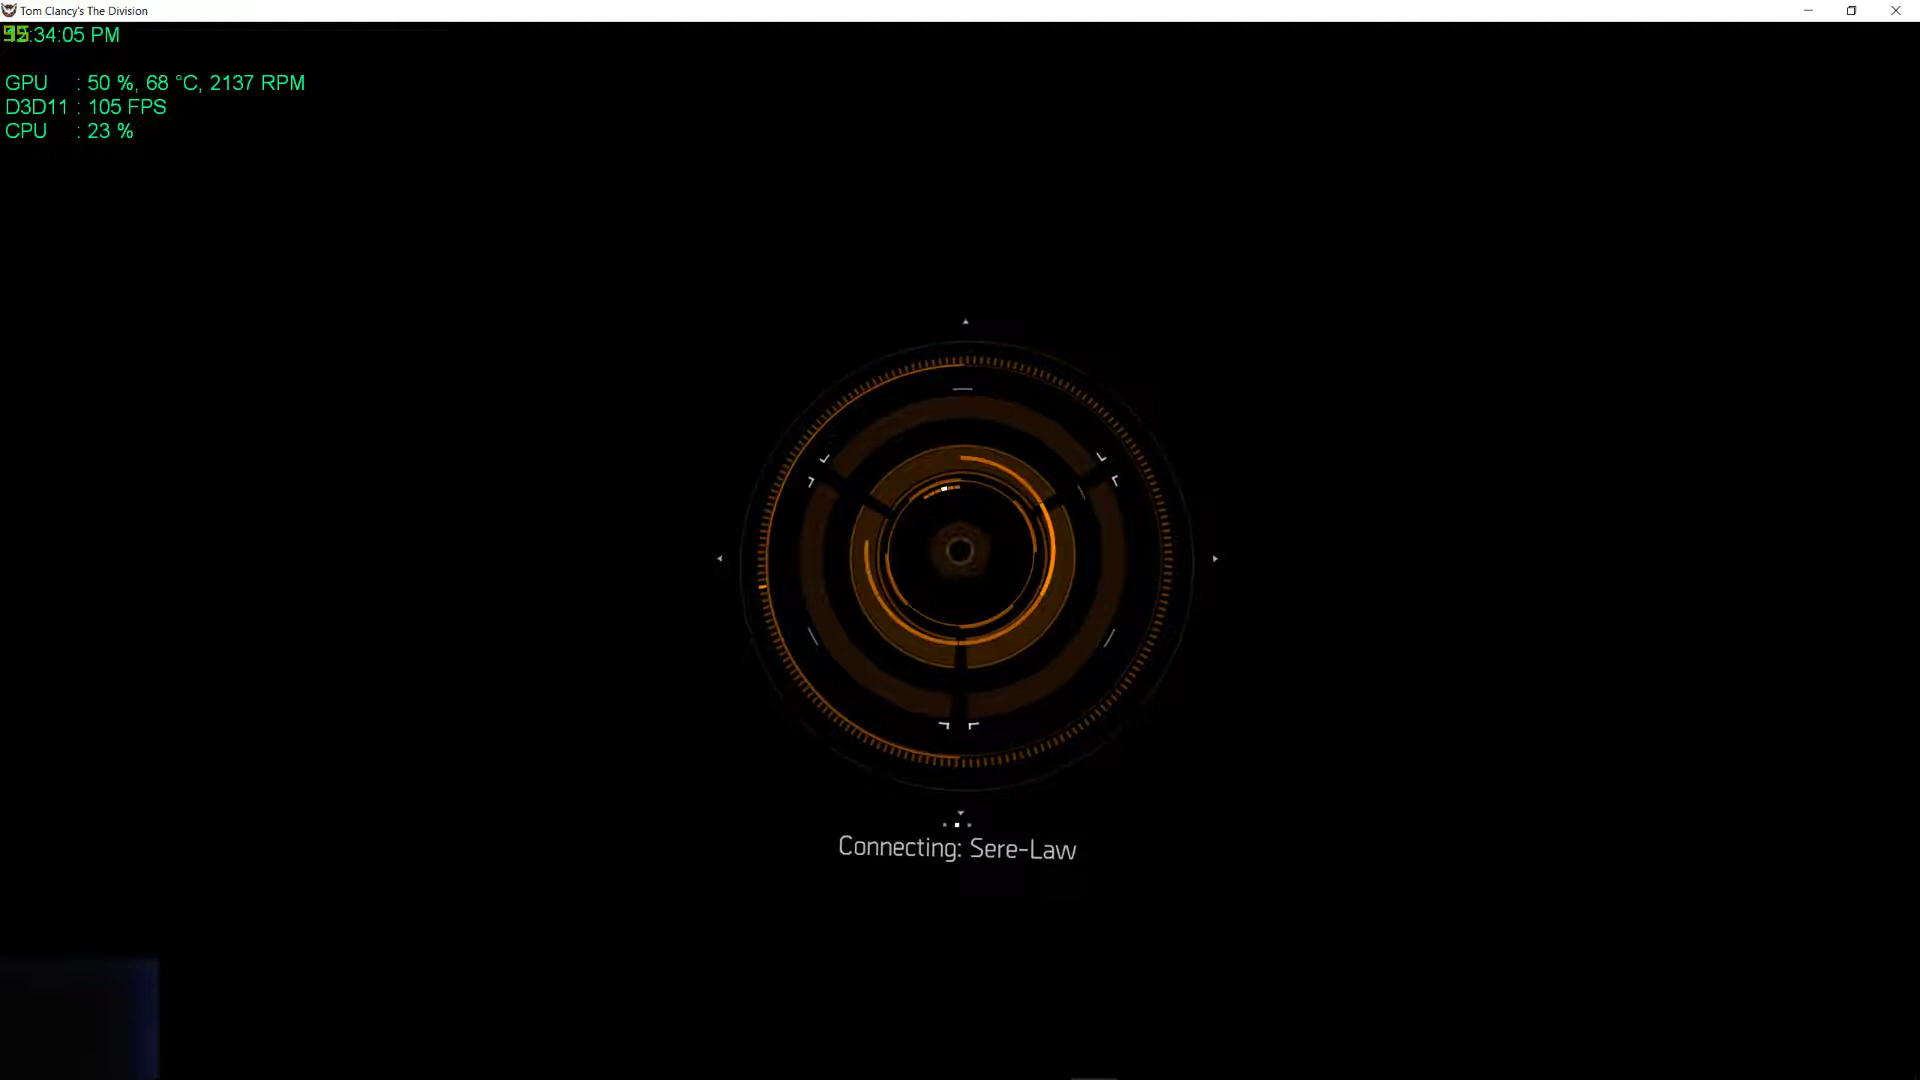 Tom Clancy's The Division
:34:05 PM
GPU : 50 %, 68 °C, 2137 RPM
D3D11 : 105 FPS
CPU : 23 %
Connecting: Sere-Law